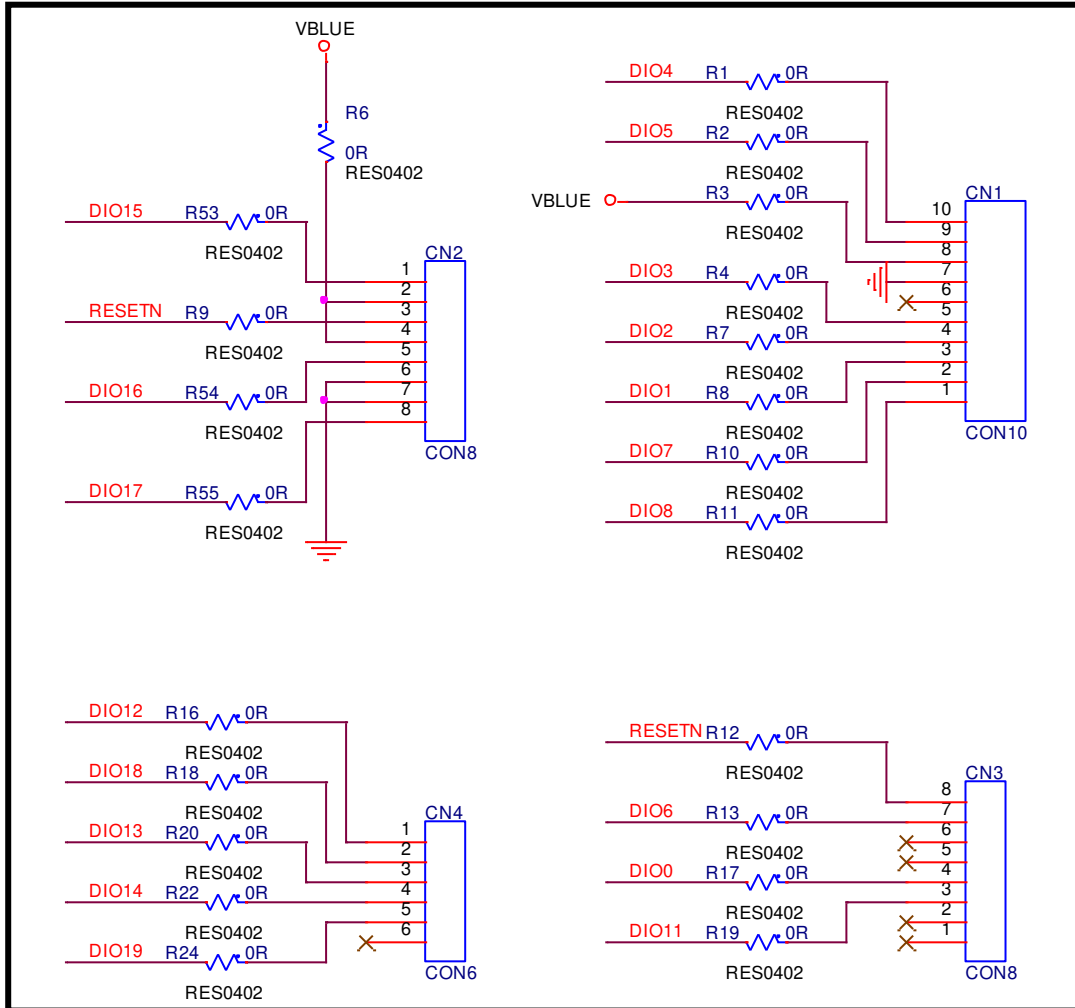 VBLUE
R6
0R
RES0402
DIO15 R53 0R
RES0402
RESETN R9 0R
RES0402
DIO16 R54 0R
RES0402
DIO17 R55 0R
RES0402
CN2
1
2
3
4
5
6
7
8
CON8
DIO4 R1 0R
RES0402
DIO5 R2 0R
RES0402
VBLUE R3 0R
RES0402
DIO3 R4 0R
RES0402
DIO2 R7 0R
RES0402
DIO1 R8 0R
RES0402
DIO7 R10 0R
RES0402
DIO8 R11 0R
RES0402
CN1
10
9
8
7
6
5
4
3
2
1
CON10
DIO12 R16 0R
RES0402
DIO18 R18 0R
RES0402
DIO13 R20 0R
RES0402
DIO14 R22 0R
RES0402
DIO19 R24 0R
RES0402
CN4
1
2
3
4
5
6
CON6
RESETN R12 0R
RES0402
DIO6 R13 0R
RES0402
DIO0 R17 0R
RES0402
DIO11 R19 0R
RES0402
CN3
8
7
6
5
4
3
2
1
CON8